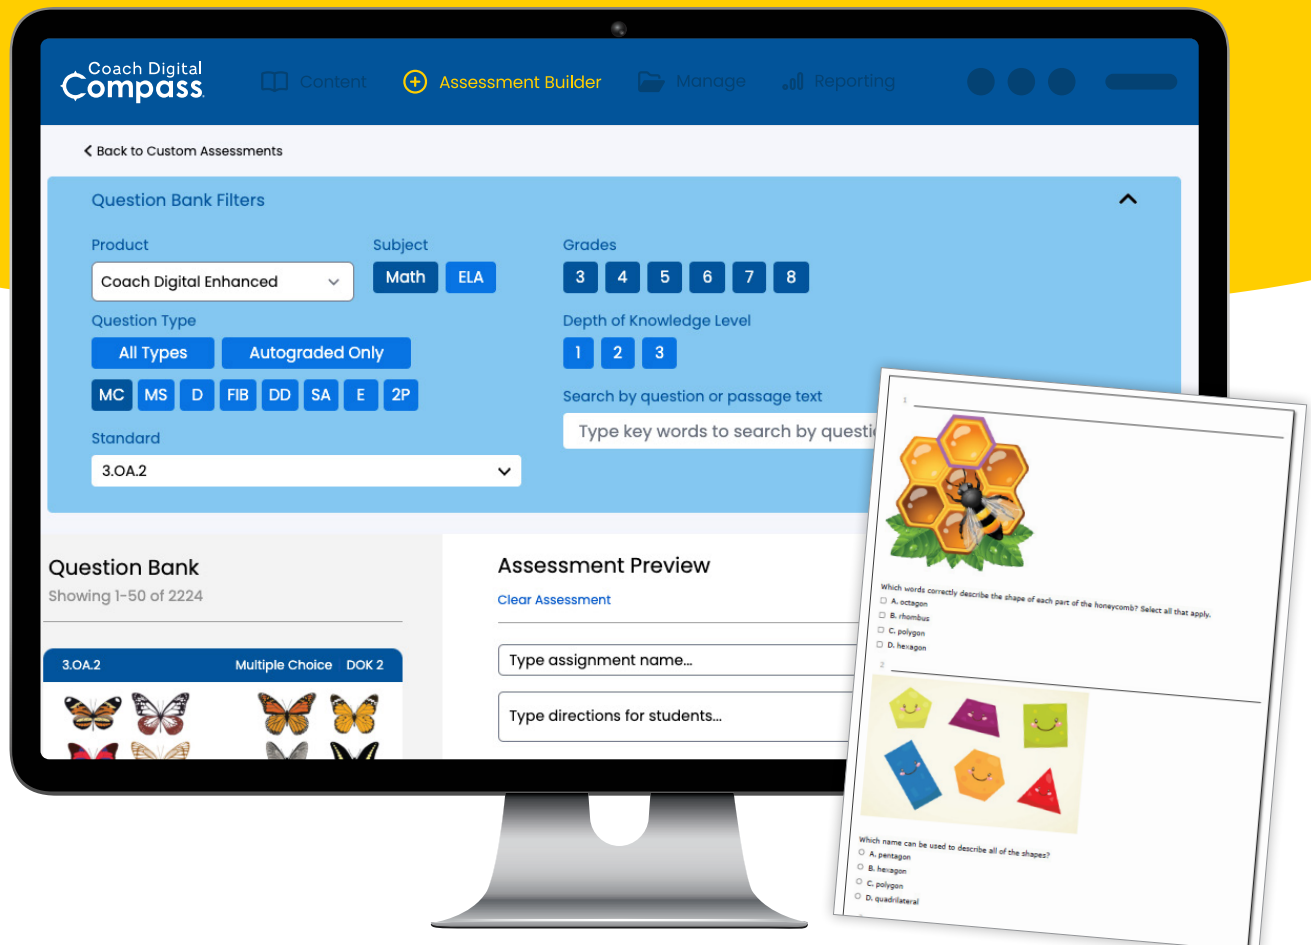 Coach Digital
Compass
Content
Assessment Builder
Manage
Reporting
Back to Custom Assessments
Question Bank Filters
Product
Subject
Grades
Coach Digital Enhanced
Math
ELA
3
4
5
6
7
8
Question Type
Depth of Knowledge Level
All Types
Autograded Only
1
2
3
MC
MS
D
FIB
DD
SA
E
2P
Search by question or passage text
Type key words to search by questi
Standard
3.OA.2
Question Bank
Showing 1-50 of 2224
3.OA.2
Multiple Choice
DOK 2
Assessment Preview
Clear Assessment
Type assignment name...
Type directions for students...
1
Which words correctly describe the shape of each part of the honeycomb? Select all that apply.
A. octagon
B. rhombus
C. polygon
D. hexagon
2
Which name can be used to describe all of the shapes?
A. pentagon
B. hexagon
C. polygon
D. quadrilateral